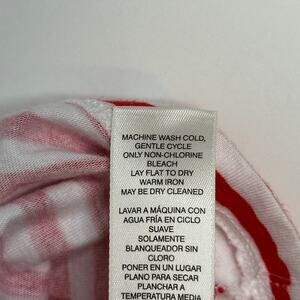 MACHINE WASH COLD,
GENTLE CYCLE
ONLY NON-CHLORINE
BLEACH
LAY FLAT TO DRY
WARM IRON
MAY BE DRY CLEANED
LAVAR A MÁQUINA CON
AGUA FRÍA EN CICLO
SUAVE
SOLAMENTE
BLANQUEADOR SIN
CLORO
PONER EN UN LUGAR
PLANO PARA SECAR
PLANCHAR A
TEMPERATURA MEDIA